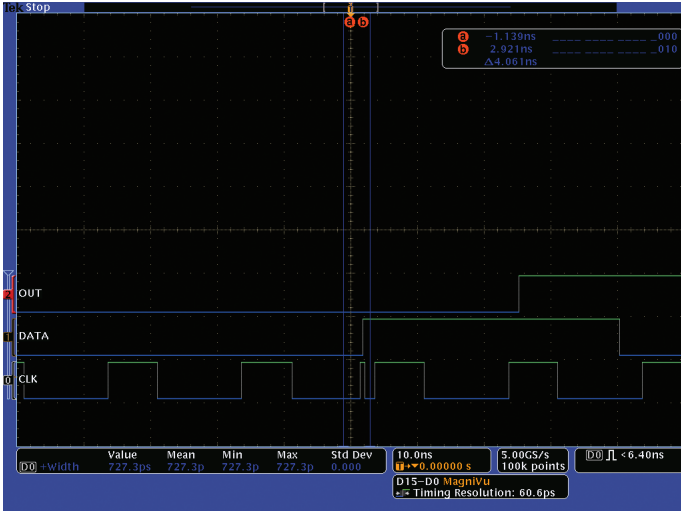 Tek Stop
T
a b
a −1.139ns ____ ____ ____ _000
b 2.921ns ____ ____ ____ _010
Δ4.061ns
2 OUT
1 DATA
0 CLK
Value Mean Min Max Std Dev
D0 +Width 727.3ps 727.3p 727.3p 727.3p 0.000
10.0ns
T→▼0.00000 s
5.00GS/s
100k points
D0 <6.40ns
D15−D0 MagniVu
Timing Resolution: 60.6ps